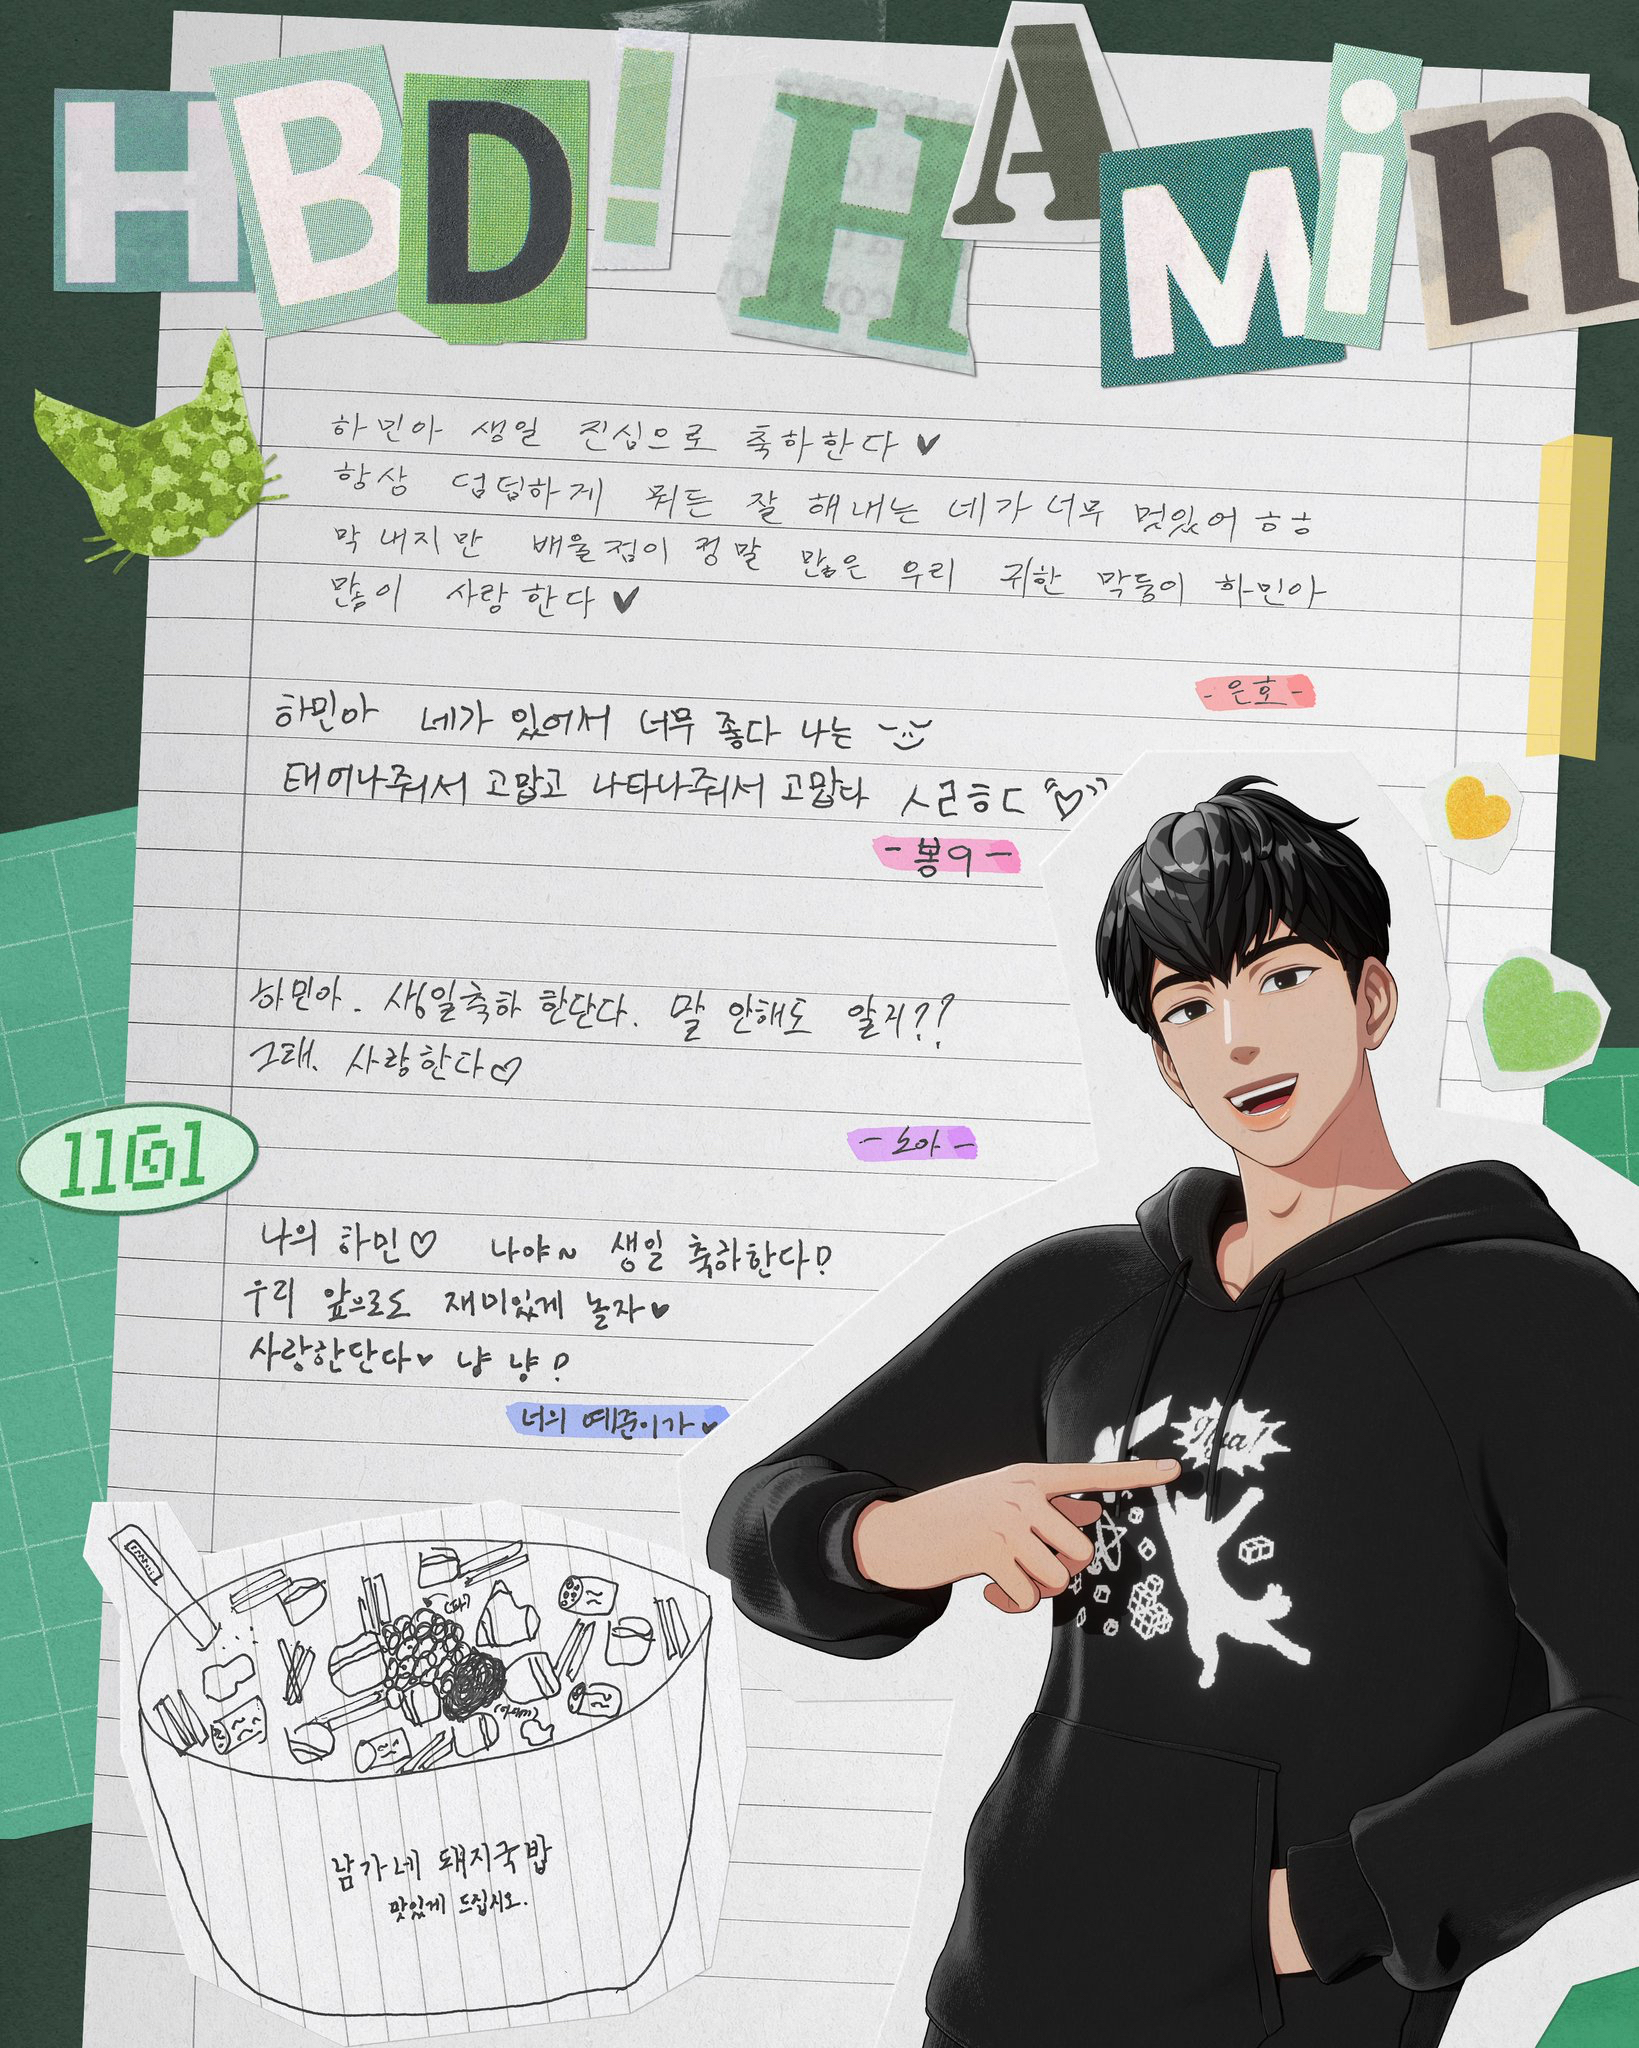 HBD! HAMin
하민아 생일 진심으로 축하한다 ♥
항상 덤덤하게 뭐든 잘 해내는 네가 너무 멋있어 ㅎㅎ
막내지만 배울점이 정말 많은 우리 귀한 막둥이 하민아
많이 사랑한다 ♥
- 은호 -
하민아 네가 있어서 너무 좋다 나는
태어나줘서 고맙고 나타나줘서 고맙다 ㅅㄹㅎㄷ "♡"
- 봉구 -
하민아. 생일축하 한단다. 말 안해도 알지??
그래. 사랑한다♡
- 노아 -
1101
나의 하민♡ 나야~ 생일 축하한다!
우리 앞으로도 재미있게 놀자♥
사랑한단다♥ 냥 냥!
너의 예준이가♥
Nya!
(파)
남가네 돼지국밥
맛있게 드십시오.